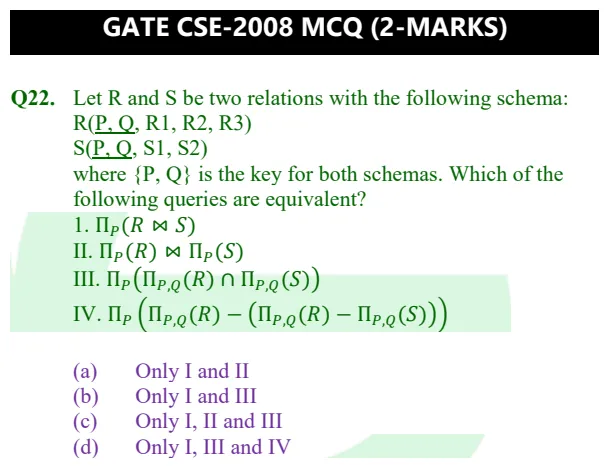 GATE CSE-2008 MCQ (2-MARKS)
Q22. Let R and S be two relations with the following schema:
R(P, Q, R1, R2, R3)
S(P, Q, S1, S2)
where {P, Q} is the key for both schemas. Which of the
following queries are equivalent?
1. Π_P(R ⋈ S)
II. Π_P(R) ⋈ Π_P(S)
III. Π_P(Π_{P,Q}(R) ∩ Π_{P,Q}(S))
IV. Π_P(Π_{P,Q}(R) − (Π_{P,Q}(R) − Π_{P,Q}(S)))
(a) Only I and II
(b) Only I and III
(c) Only I, II and III
(d) Only I, III and IV